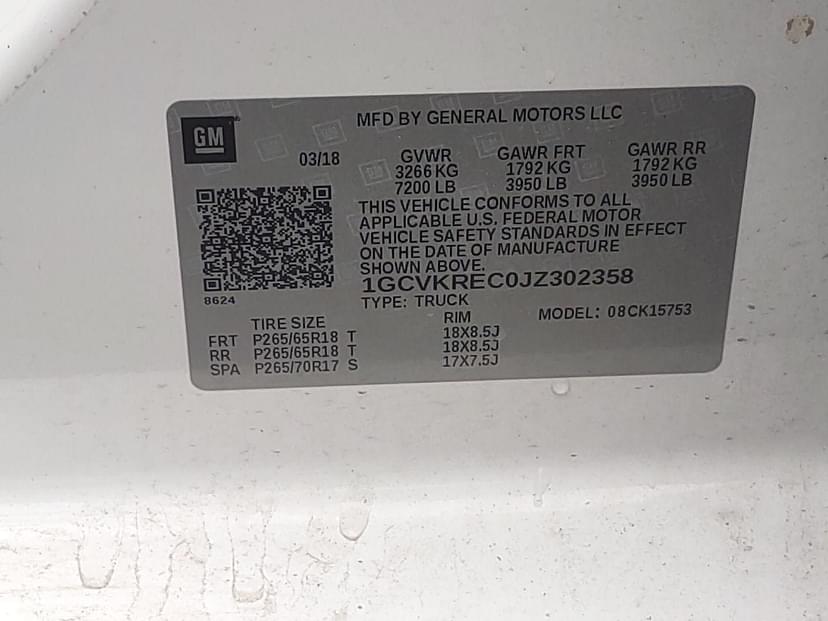 MFD BY GENERAL MOTORS LLC
GM
03/18
GVWR GAWR FRT GAWR RR
3266 KG 1792 KG 1792 KG
7200 LB 3950 LB 3950 LB
THIS VEHICLE CONFORMS TO ALL
APPLICABLE U.S. FEDERAL MOTOR
VEHICLE SAFETY STANDARDS IN EFFECT
ON THE DATE OF MANUFACTURE
SHOWN ABOVE.
1GCVKREC0JZ302358
8624
TYPE: TRUCK
MODEL: 08CK15753
TIRE SIZE RIM
FRT P265/65R18 T 18X8.5J
RR P265/65R18 T 18X8.5J
SPA P265/70R17 S 17X7.5J